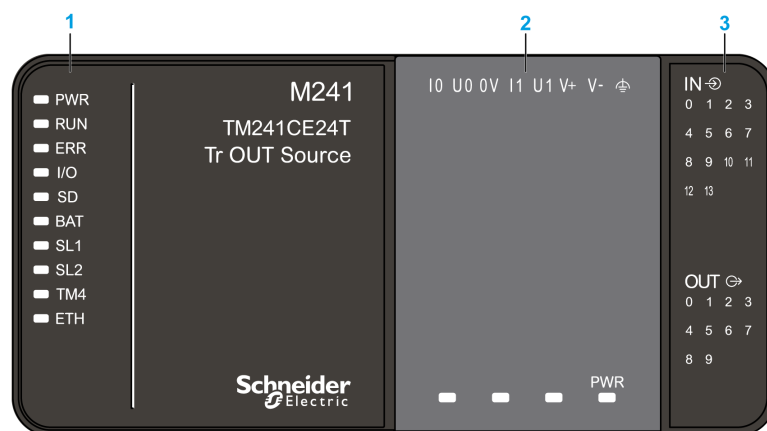 1 2 3
PWR
RUN
ERR
I/O
SD
BAT
SL1
SL2
TM4
ETH
M241
TM241CE24T
Tr OUT Source
Schneider
Electric
I0 U0 0V I1 U1 V+ V-
PWR
IN
0 1 2 3
4 5 6 7
8 9 10 11
12 13
OUT
0 1 2 3
4 5 6 7
8 9